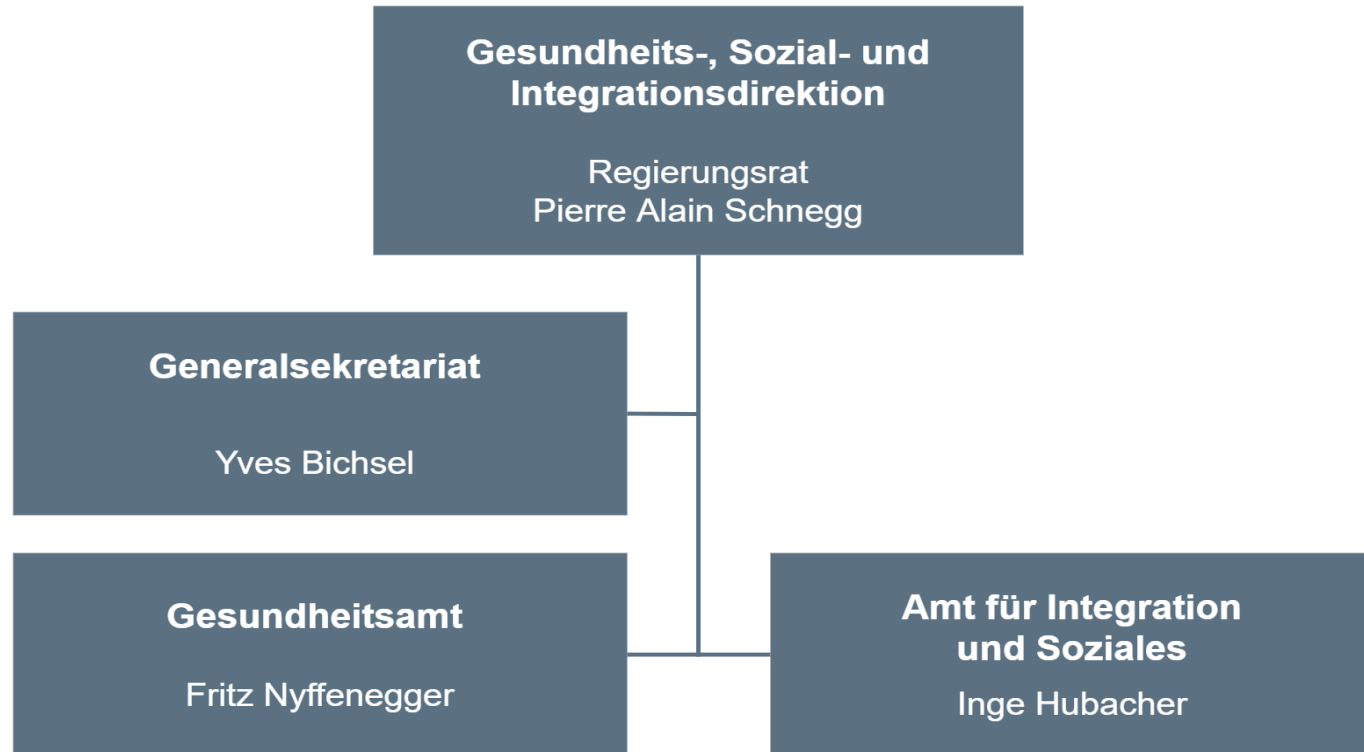 Gesundheits-, Sozial- und
Integrationsdirektion
Regierungsrat
Pierre Alain Schnegg
Generalsekretariat
Yves Bichsel
Gesundheitsamt
Fritz Nyffenegger
Amt für Integration
und Soziales
Inge Hubacher